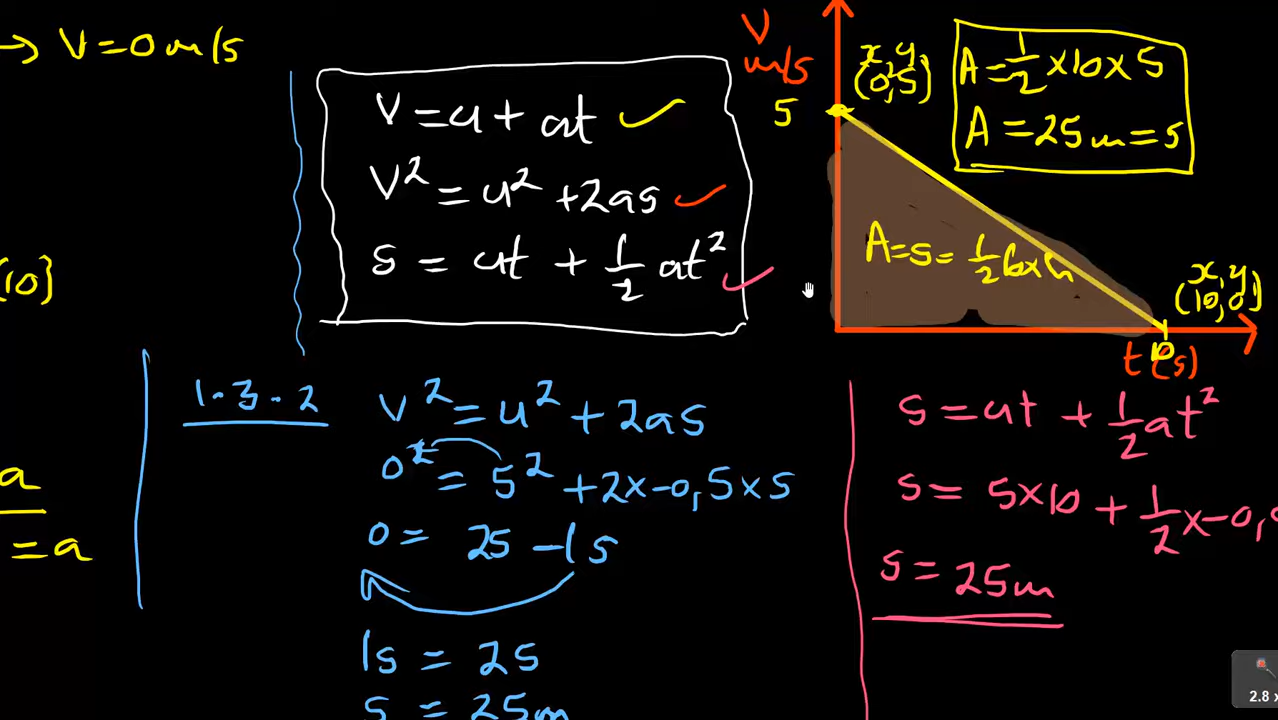 → V=0 m/s
V = u + at ✓
V² = u² + 2as ✓
s = ut + ½ at² ✓
(10)
V
m/s
5
x, y
(0,5)
A = ½ × 10 × 5
A = 25m = s
A = s = ½ b × h
x, y
(10,0)
10
t (s)
1.3.2
V² = u² + 2as
0² = 5² + 2×-0,5×s
0 = 25 - 1s
1s = 25
s = 25m
a
= a
s = ut + ½ at²
s = 5×10 + ½ × -0,
s = 25m
2.8 x